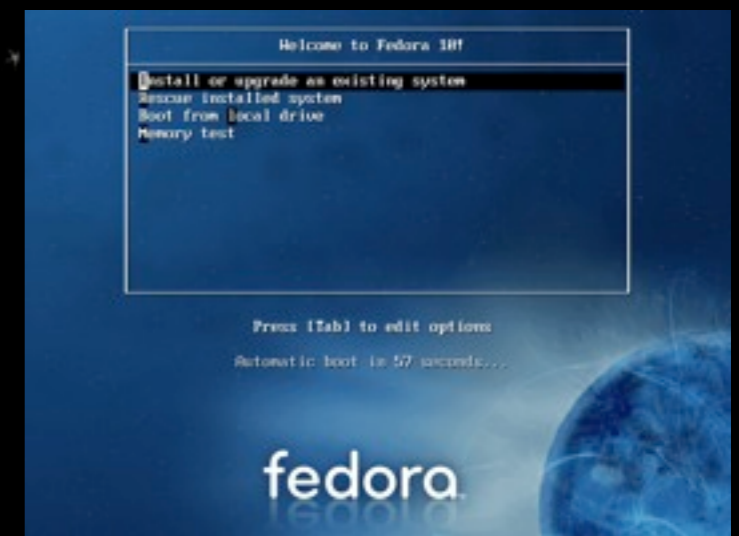 Welcome to Fedora 10!
Install or upgrade an existing system
Rescue installed system
Boot from local drive
Memory test
Press [Tab] to edit options
Automatic boot in 57 seconds...
fedora